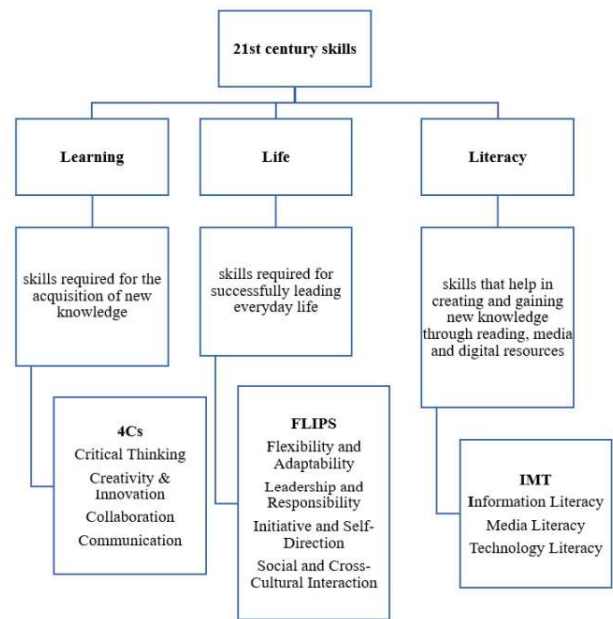 21st century skills
Learning
Life
Literacy
skills required for the
acquisition of new
knowledge
skills required for
successfully leading
everyday life
skills that help in
creating and gaining
new knowledge
through reading, media
and digital resources
4Cs
Critical Thinking
Creativity &
Innovation
Collaboration
Communication
FLIPS
Flexibility and
Adaptability
Leadership and
Responsibility
Initiative and Self-
Direction
Social and Cross-
Cultural Interaction
IMT
Information Literacy
Media Literacy
Technology Literacy